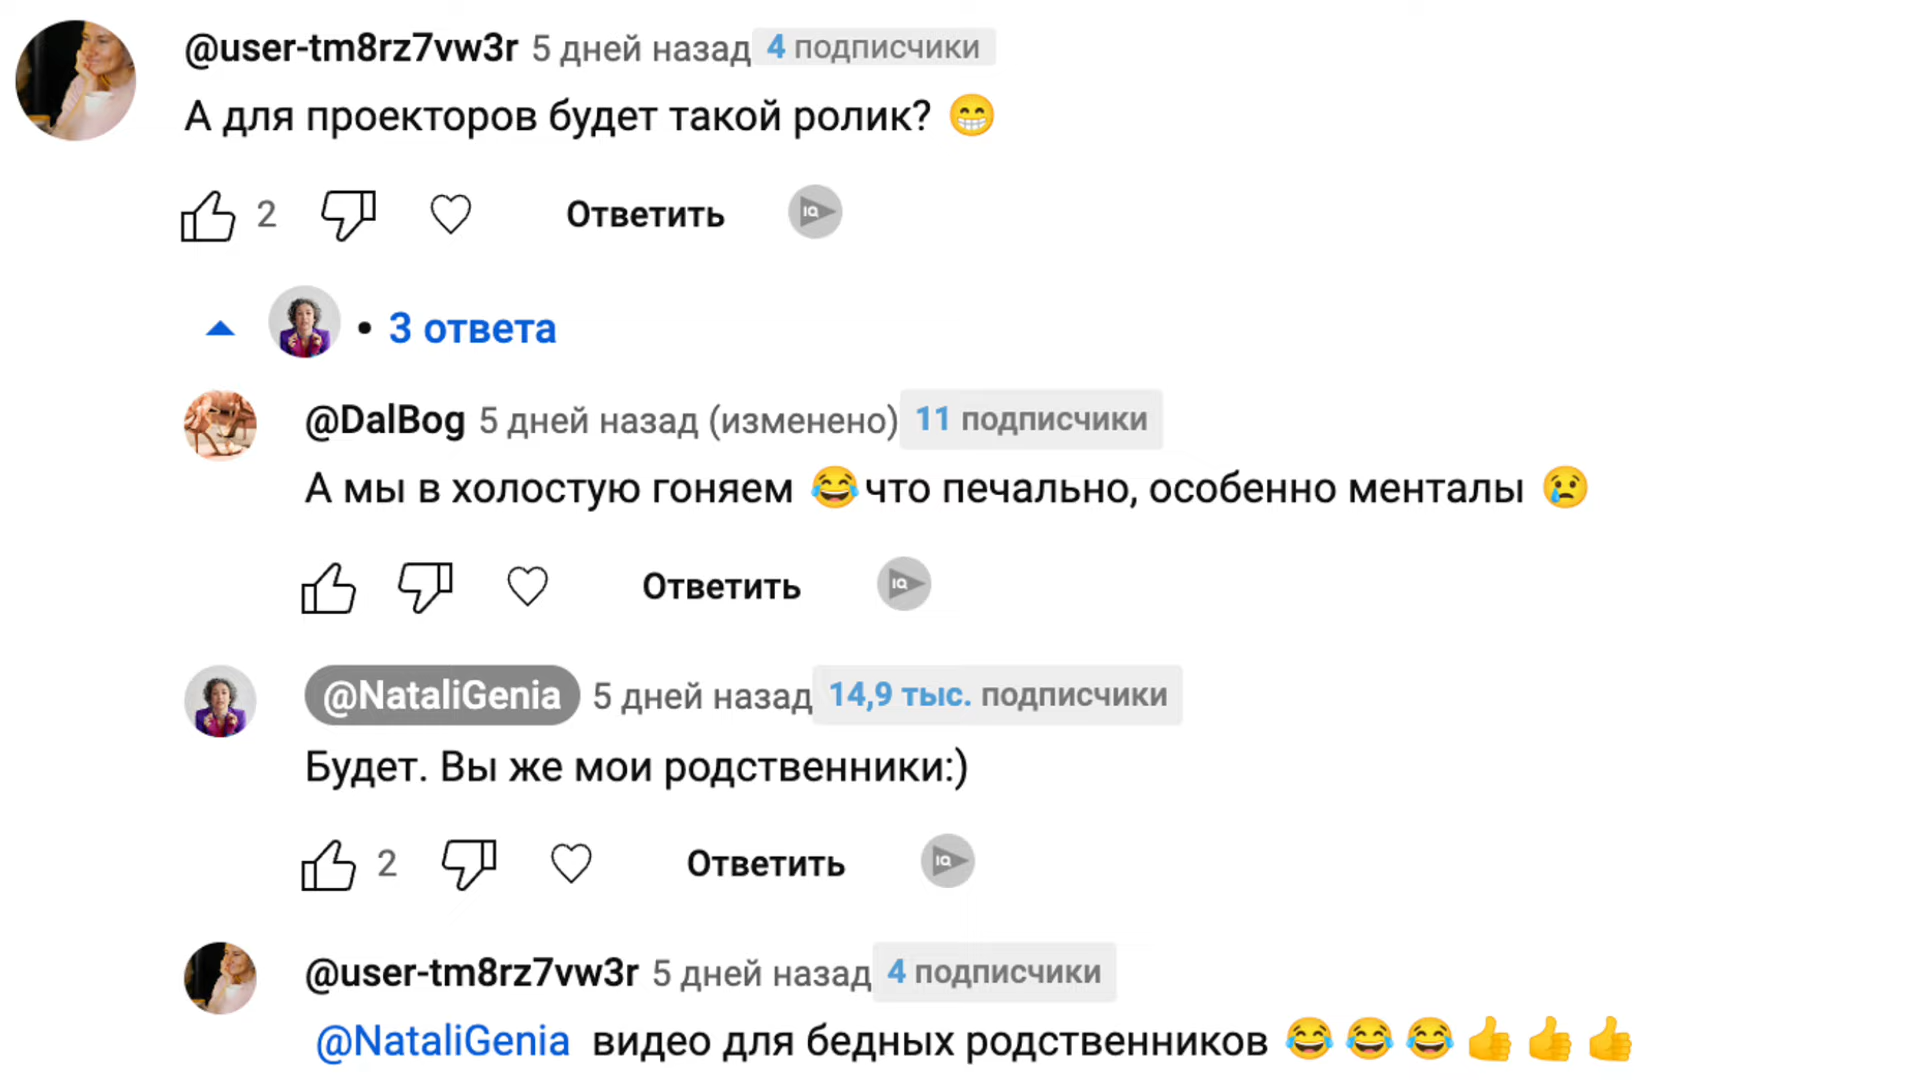 @user-tm8rz7vw3r 5 дней назад 4 подписчики
А для проекторов будет такой ролик? 😁
2 Ответить IQ
• 3 ответа
@DalBog 5 дней назад (изменено) 11 подписчики
А мы в холостую гоняем 😂что печально, особенно менталы 😢
Ответить IQ
@NataliGenia 5 дней назад 14,9 тыс. подписчики
Будет. Вы же мои родственники:)
2 Ответить IQ
@user-tm8rz7vw3r 5 дней назад 4 подписчики
@NataliGenia видео для бедных родственников 😂😂😂👍👍👍